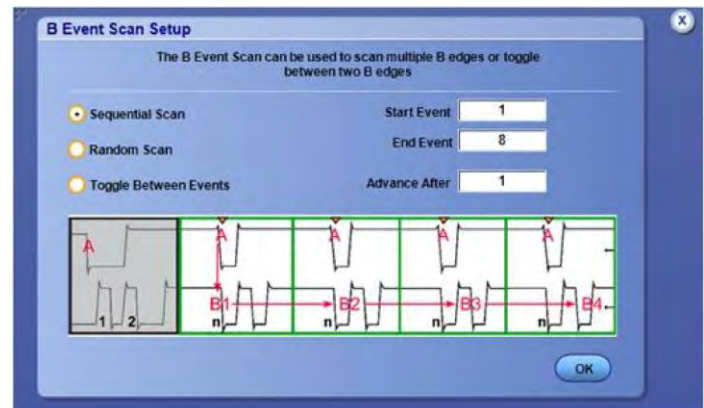 B Event Scan Setup
X
The B Event Scan can be used to scan multiple B edges or toggle
between two B edges
Sequential Scan
Start Event 1
Random Scan
End Event 8
Toggle Between Events
Advance After 1
A A A A A
B1 B2 B3 B4
1 2 n n n n
OK